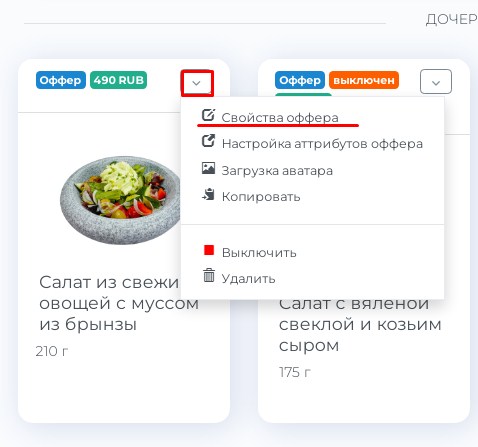 ДОЧЕР
Оффер 490 RUB
Оффер выключен
Свойства оффера
Настройка аттрибутов оффера
Загрузка аватара
Копировать
Выключить
Удалить
Салат из свежи
овощей с муссом
из брынзы
210 г
Салат с вяленой
свеклой и козьим
сыром
175 г